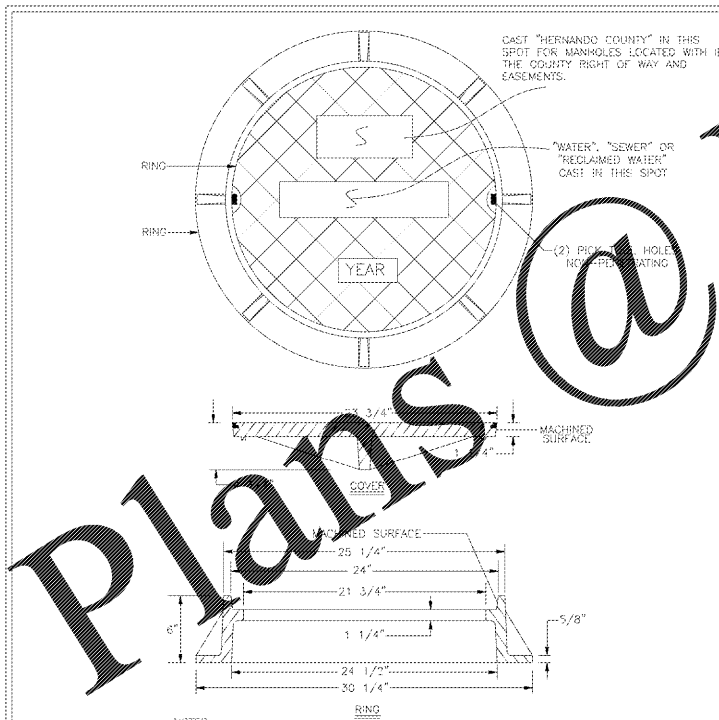 CAST "HERNANDO COUNTY" IN THIS
SPOT FOR MANHOLES LOCATED WITH
THE COUNTY RIGHT OF WAY AND
EASEMENTS.
S
"WATER", "SEWER" OR
"RECLAIMED WATER"
CAST IN THIS SPOT
RING
S
RING
(2) PICK HOLES
YEAR
Plans @
3/4"
MACHINED
SURFACE
COVER
MACHINED SURFACE
25 1/4"
24"
21 3/4"
6"
1 1/4"
5/8"
24 1/2"
30 1/4"
RING